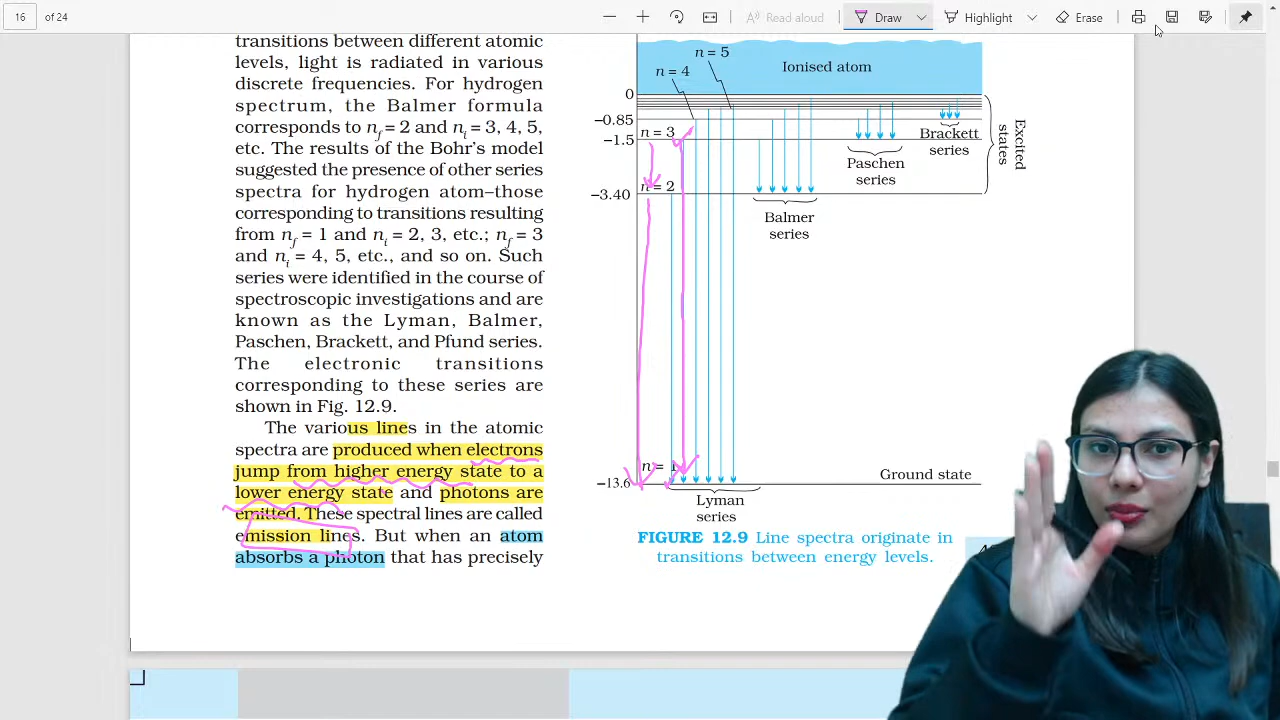 16 of 24
Read aloud
Draw
Highlight
Erase
transitions between different atomic
levels, light is radiated in various
discrete frequencies. For hydrogen
spectrum, the Balmer formula
corresponds to nf = 2 and ni = 3, 4, 5,
etc. The results of the Bohr's model
suggested the presence of other series
spectra for hydrogen atom–those
corresponding to transitions resulting
from nf = 1 and ni = 2, 3, etc.; nf = 3
and ni = 4, 5, etc., and so on. Such
series were identified in the course of
spectroscopic investigations and are
known as the Lyman, Balmer,
Paschen, Brackett, and Pfund series.
The electronic transitions
corresponding to these series are
shown in Fig. 12.9.
The various lines in the atomic
spectra are produced when electrons
jump from higher energy state to a
lower energy state and photons are
emitted. These spectral lines are called
emission lines. But when an atom
absorbs a photon that has precisely
n = 5
n = 4
Ionised atom
0
−0.85
n = 3
−1.5
n = 2
−3.40
Brackett
series
Paschen
series
Balmer
series
Excited
states
n = 1
−13.6
Ground state
Lyman
series
FIGURE 12.9 Line spectra originate in
transitions between energy levels.